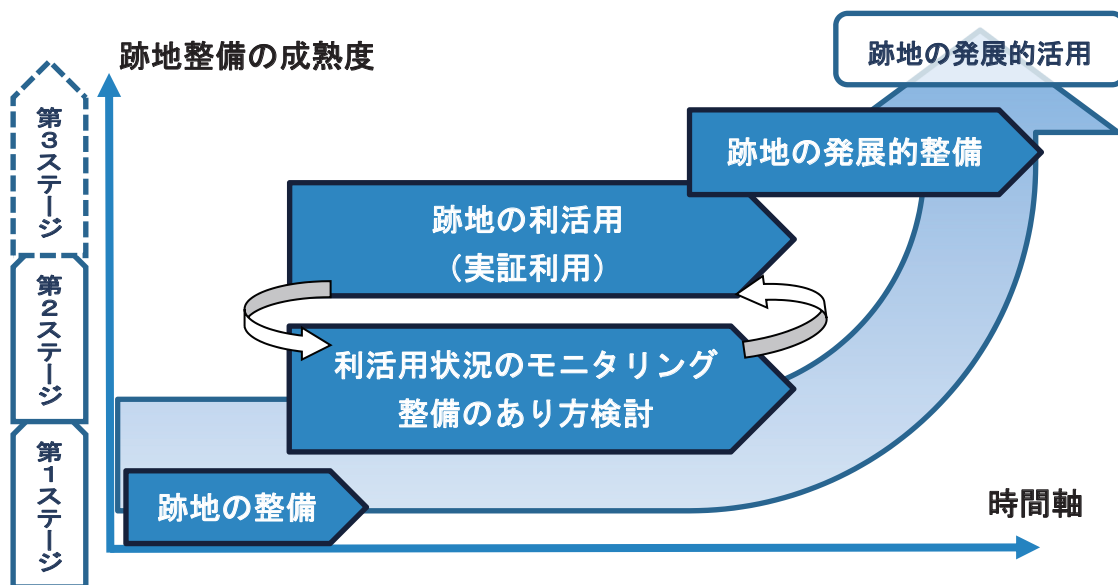 跡地整備の成熟度
跡地の発展的活用
第3ステージ
跡地の発展的整備
跡地の利活用
（実証利用）
第2ステージ
利活用状況のモニタリング
整備のあり方検討
第1ステージ
跡地の整備
時間軸